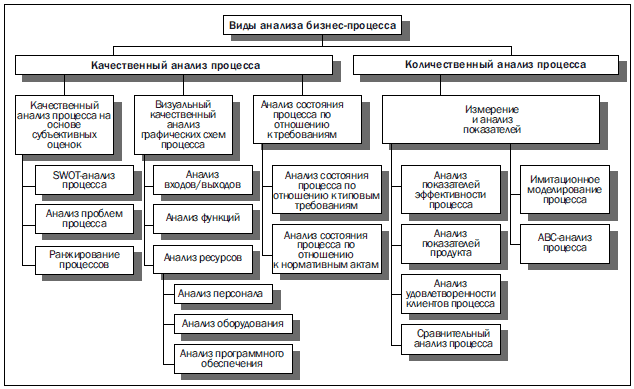 Виды анализа бизнес-процесса
Качественный анализ процесса
Количественный анализ процесса
Качественный
анализ процесса на
основе
субъективных
оценок
SWOT-анализ
процесса
Анализ проблем
процесса
Ранжирование
процессов
Визуальный
качественный
анализ
графических схем
процесса
Анализ
входов/выходов
Анализ функций
Анализ ресурсов
Анализ персонала
Анализ оборудования
Анализ программного
обеспечения
Анализ состояния
процесса по
отношению
к требованиям
Анализ состояния
процесса по
отношению к типовым
требованиям
Анализ состояния
процесса по
отношению
к нормативным актам
Измерение
и анализ
показателей
Анализ
показателей
эффективности
процесса
Анализ
показателей
продукта
Анализ
удовлетворенности
клиентов процесса
Сравнительный
анализ процесса
Имитационное
моделирование
процесса
ABC-анализ
процесса